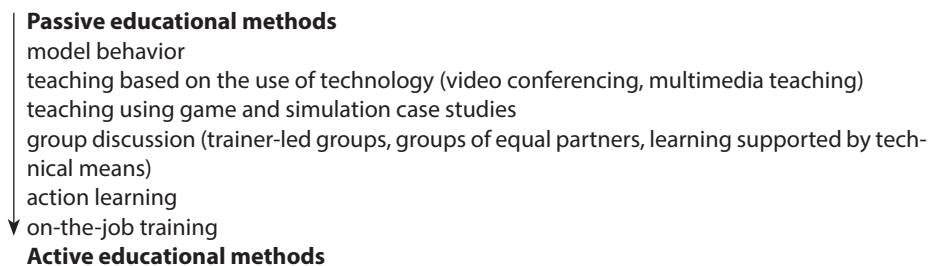 Passive educational methods
model behavior
teaching based on the use of technology (video conferencing, multimedia teaching)
teaching using game and simulation case studies
group discussion (trainer-led groups, groups of equal partners, learning supported by tech-
nical means)
action learning
on-the-job training
Active educational methods